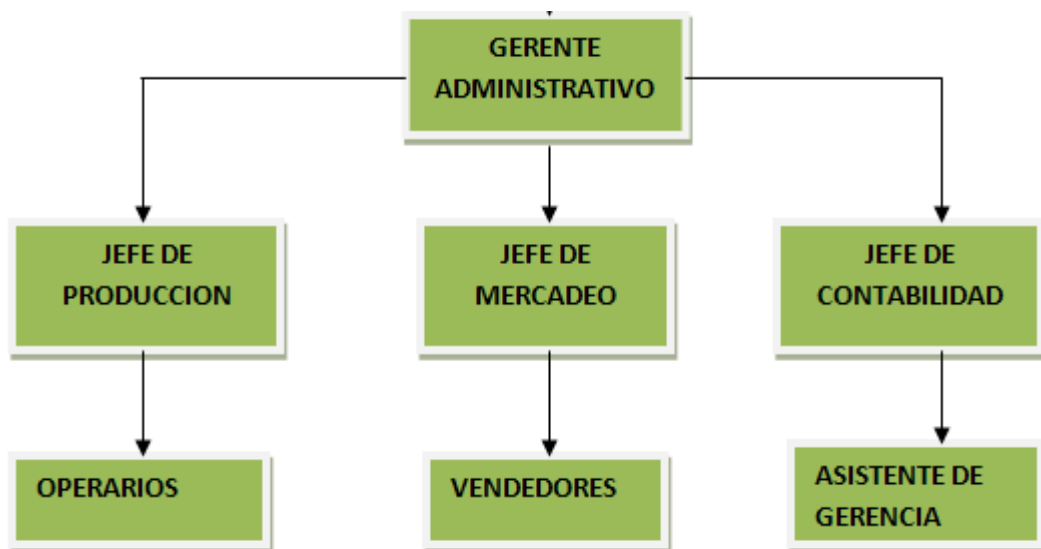 GERENTE
ADMINISTRATIVO
JEFE DE
PRODUCCION
JEFE DE
MERCADEO
JEFE DE
CONTABILIDAD
OPERARIOS
VENDEDORES
ASISTENTE DE
GERENCIA